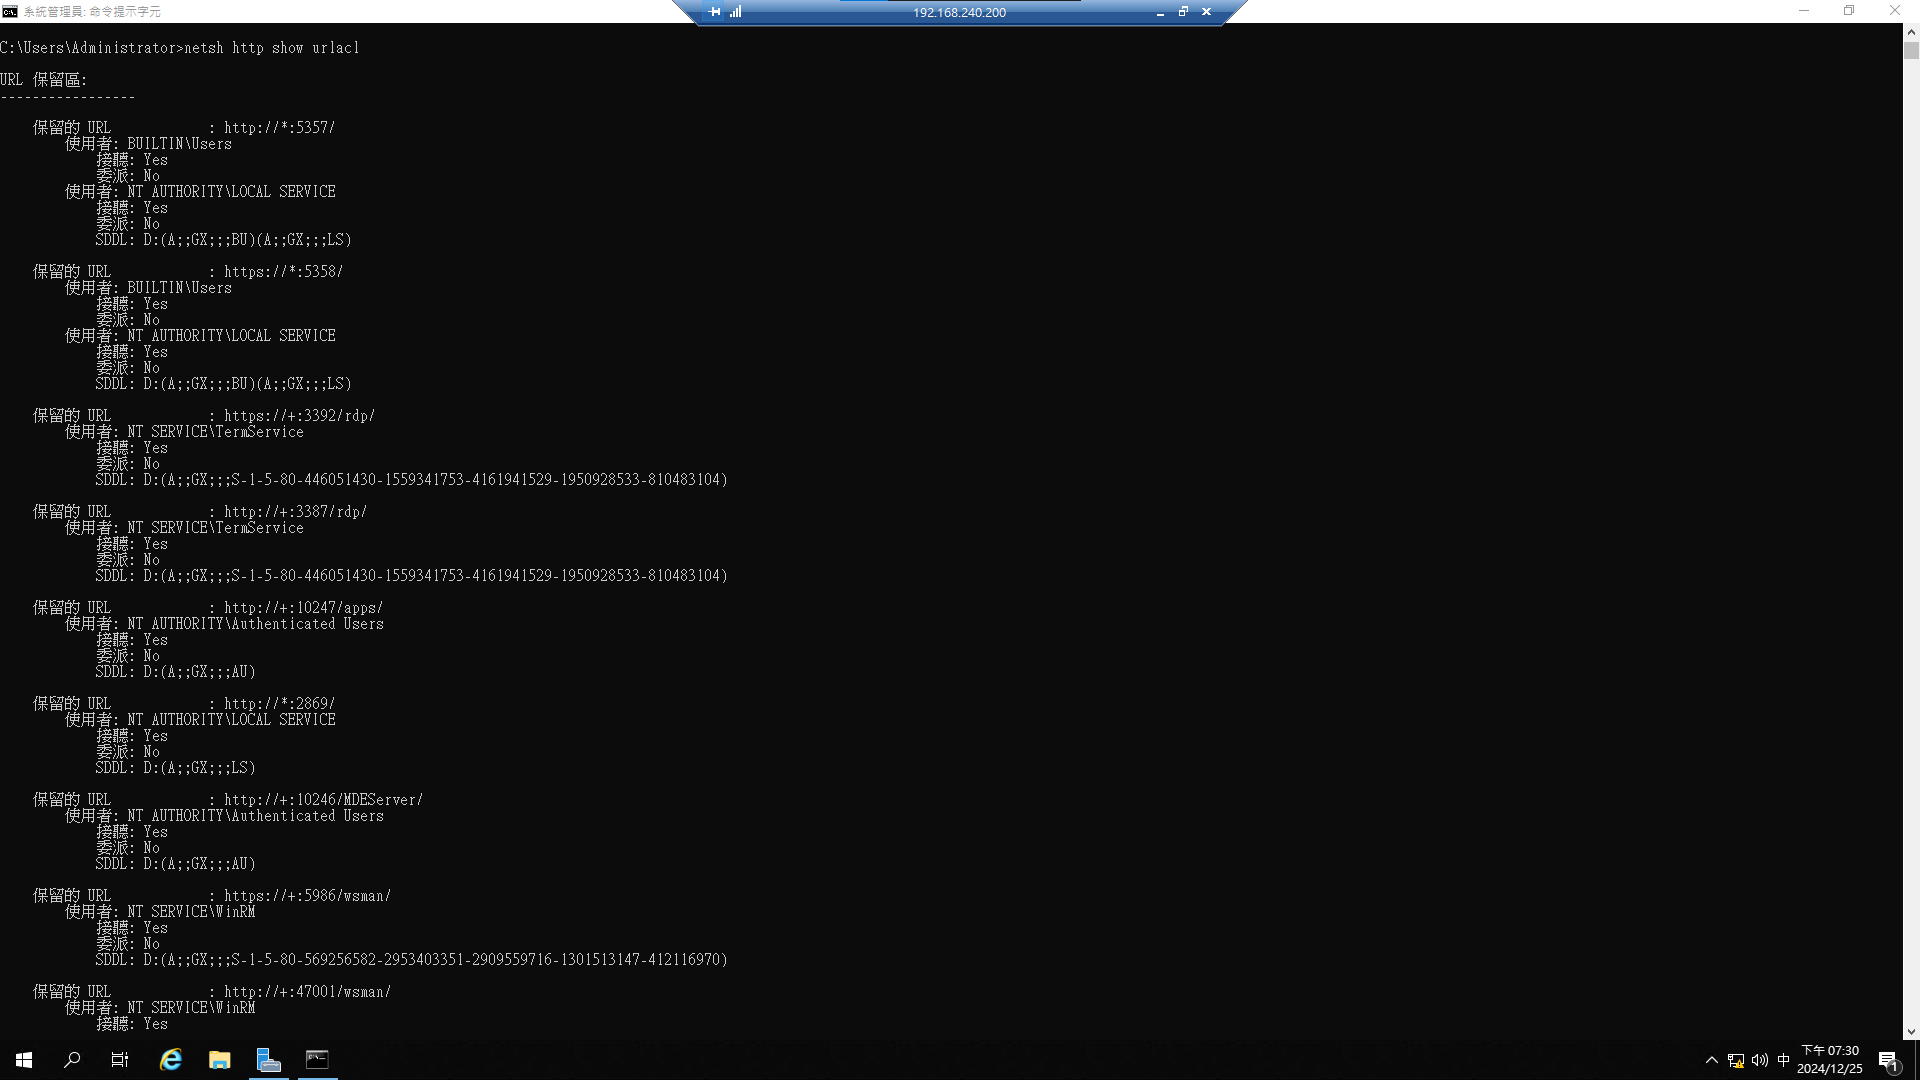 系統管理員: 命令提示字元
192.168.240.200
C:\Users\Administrator>netsh http show urlacl
URL 保留區:
-----------------
保留的 URL            : http://*:5357/
使用者: BUILTIN\Users
接聽: Yes
委派: No
使用者: NT AUTHORITY\LOCAL SERVICE
接聽: Yes
委派: No
SDDL: D:(A;;GX;;;BU)(A;;GX;;;LS)
保留的 URL            : https://*:5358/
使用者: BUILTIN\Users
接聽: Yes
委派: No
使用者: NT AUTHORITY\LOCAL SERVICE
接聽: Yes
委派: No
SDDL: D:(A;;GX;;;BU)(A;;GX;;;LS)
保留的 URL            : https://+:3392/rdp/
使用者: NT SERVICE\TermService
接聽: Yes
委派: No
SDDL: D:(A;;GX;;;S-1-5-80-446051430-1559341753-4161941529-1950928533-810483104)
保留的 URL            : http://+:3387/rdp/
使用者: NT SERVICE\TermService
接聽: Yes
委派: No
SDDL: D:(A;;GX;;;S-1-5-80-446051430-1559341753-4161941529-1950928533-810483104)
保留的 URL            : http://+:10247/apps/
使用者: NT AUTHORITY\Authenticated Users
接聽: Yes
委派: No
SDDL: D:(A;;GX;;;AU)
保留的 URL            : http://*:2869/
使用者: NT AUTHORITY\LOCAL SERVICE
接聽: Yes
委派: No
SDDL: D:(A;;GX;;;LS)
保留的 URL            : http://+:10246/MDEServer/
使用者: NT AUTHORITY\Authenticated Users
接聽: Yes
委派: No
SDDL: D:(A;;GX;;;AU)
保留的 URL            : https://+:5986/wsman/
使用者: NT SERVICE\WinRM
接聽: Yes
委派: No
SDDL: D:(A;;GX;;;S-1-5-80-569256582-2953403351-2909559716-1301513147-412116970)
保留的 URL            : http://+:47001/wsman/
使用者: NT SERVICE\WinRM
接聽: Yes
中
下午 07:30
2024/12/25
1